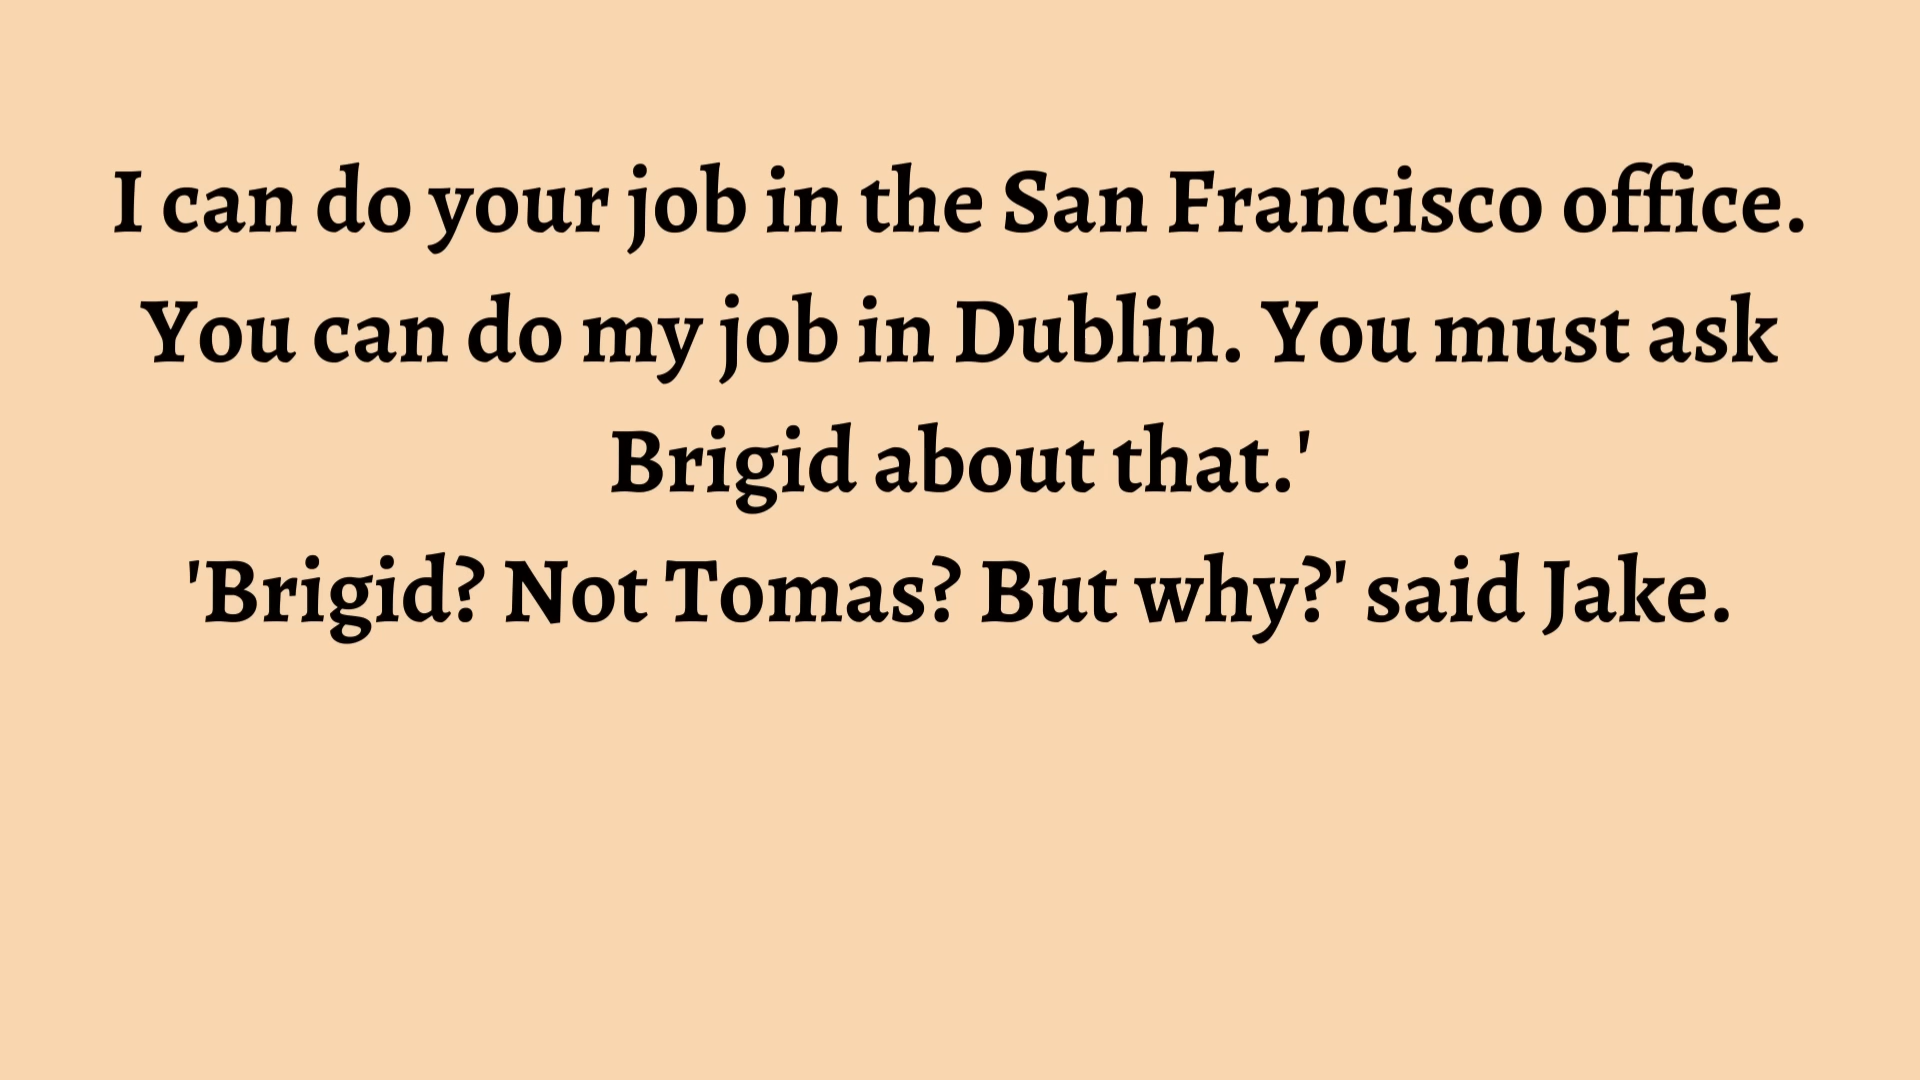 I can do your job in the San Francisco office.
You can do my job in Dublin. You must ask
Brigid about that.'
'Brigid? Not Tomas? But why?' said Jake.